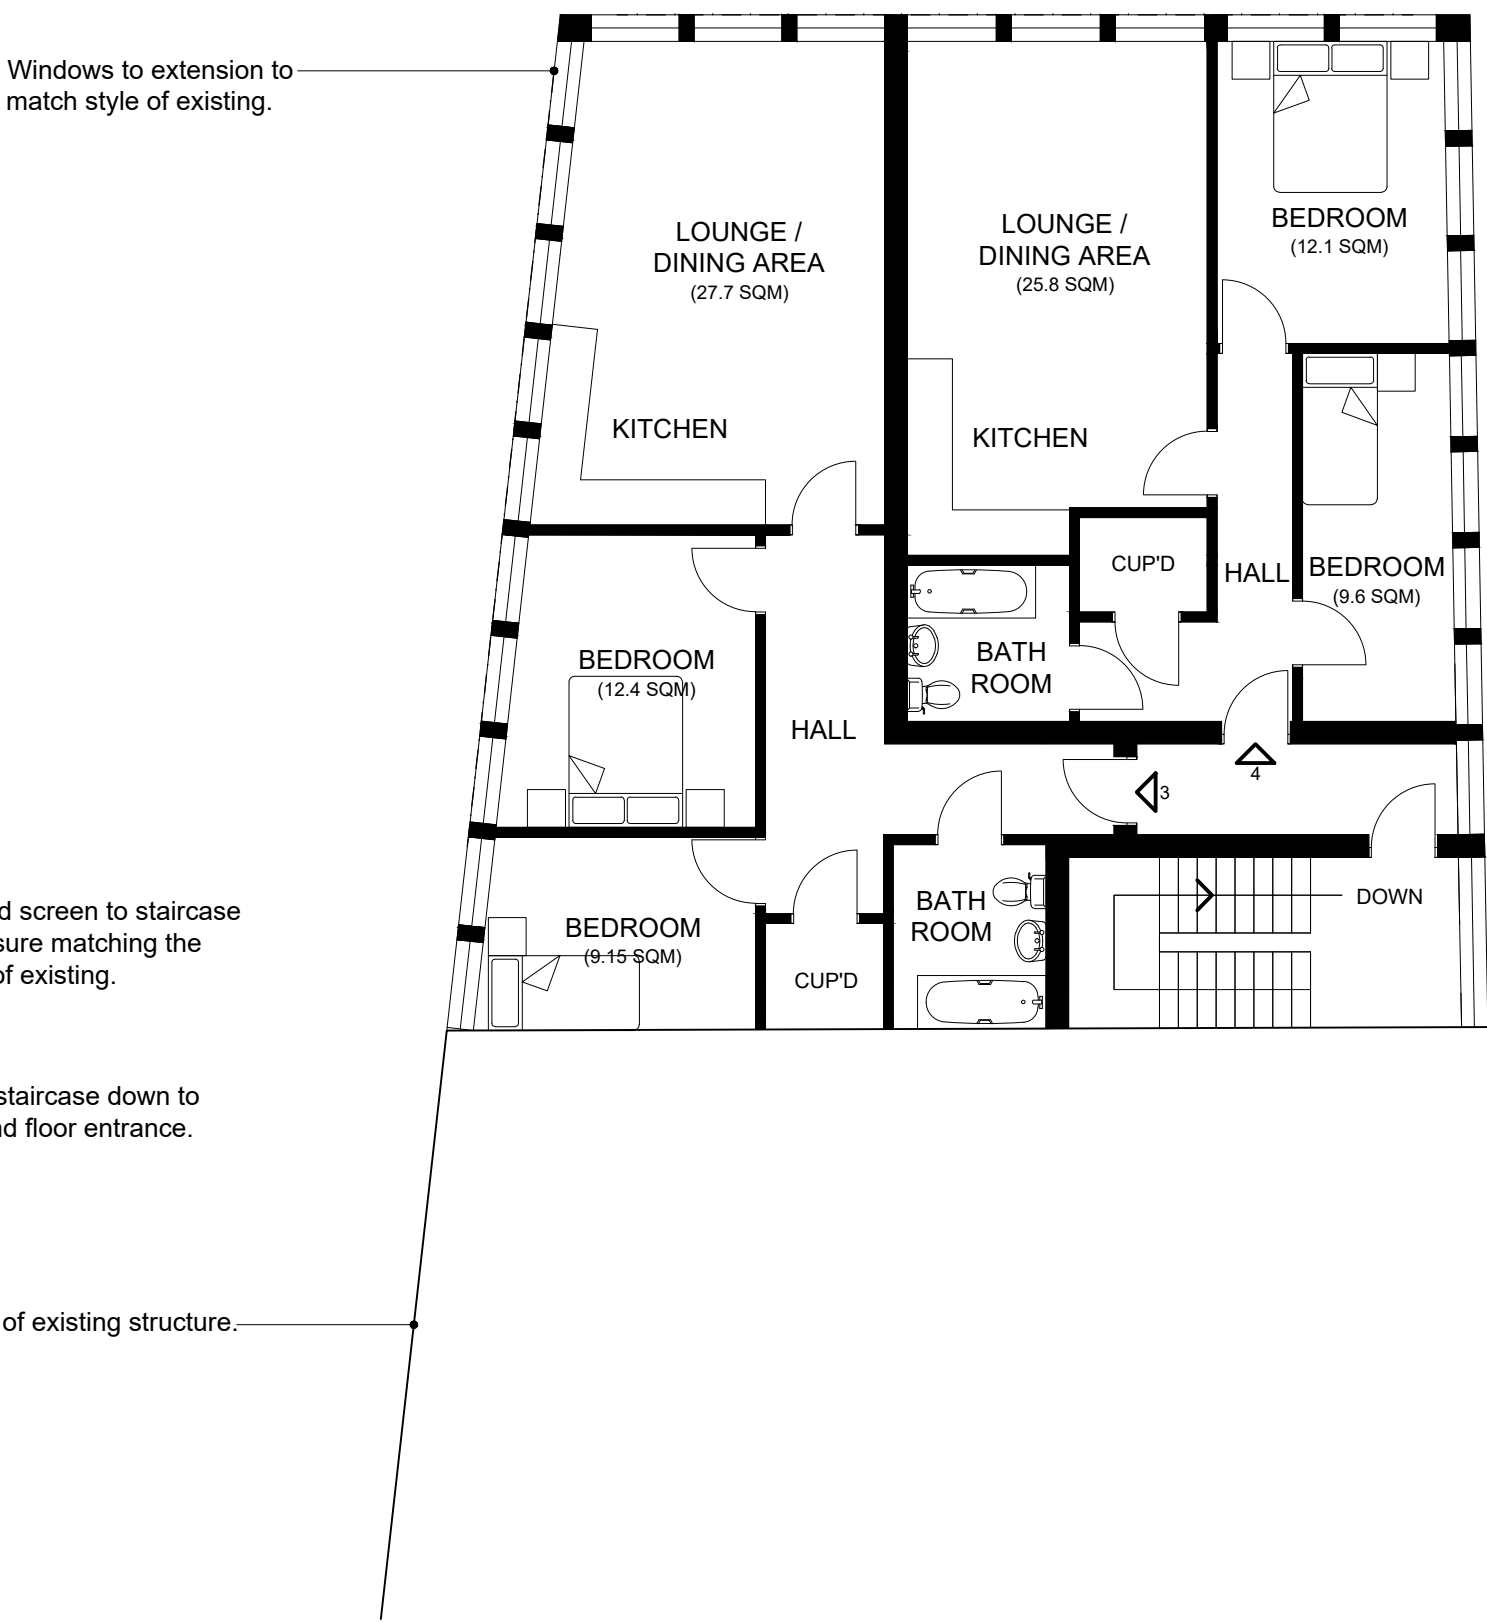 Windows to extension to
match style of existing.
LOUNGE /
DINING AREA
(27.7 SQM)
KITCHEN
LOUNGE /
DINING AREA
(25.8 SQM)
KITCHEN
BEDROOM
(12.1 SQM)
CUP'D
HALL
BEDROOM
(9.6 SQM)
BATH
ROOM
BEDROOM
(12.4 SQM)
HALL
3
4
BEDROOM
(9.15 SQM)
CUP'D
BATH
ROOM
DOWN
screen to staircase
matching the
of existing.
staircase down to
floor entrance.
of existing structure.